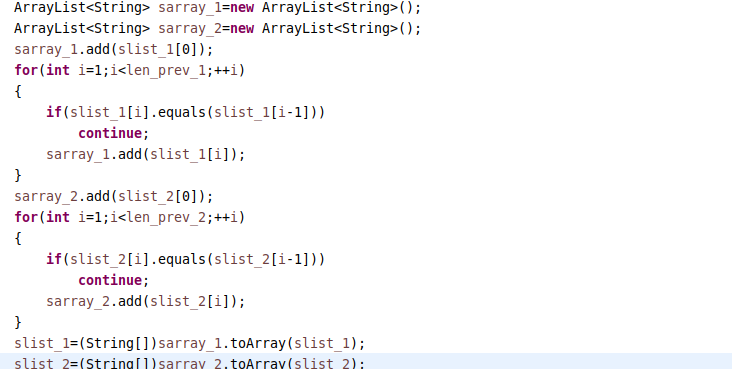 ArrayList<String> sarray_1=new ArrayList<String>();
ArrayList<String> sarray_2=new ArrayList<String>();
sarray_1.add(slist_1[0]);
for(int i=1;i<len_prev_1;++i)
{
    if(slist_1[i].equals(slist_1[i-1]))
        continue;
    sarray_1.add(slist_1[i]);
}
sarray_2.add(slist_2[0]);
for(int i=1;i<len_prev_2;++i)
{
    if(slist_2[i].equals(slist_2[i-1]))
        continue;
    sarray_2.add(slist_2[i]);
}
slist_1=(String[])sarray_1.toArray(slist_1);
slist_2=(String[])sarray_2.toArray(slist_2);